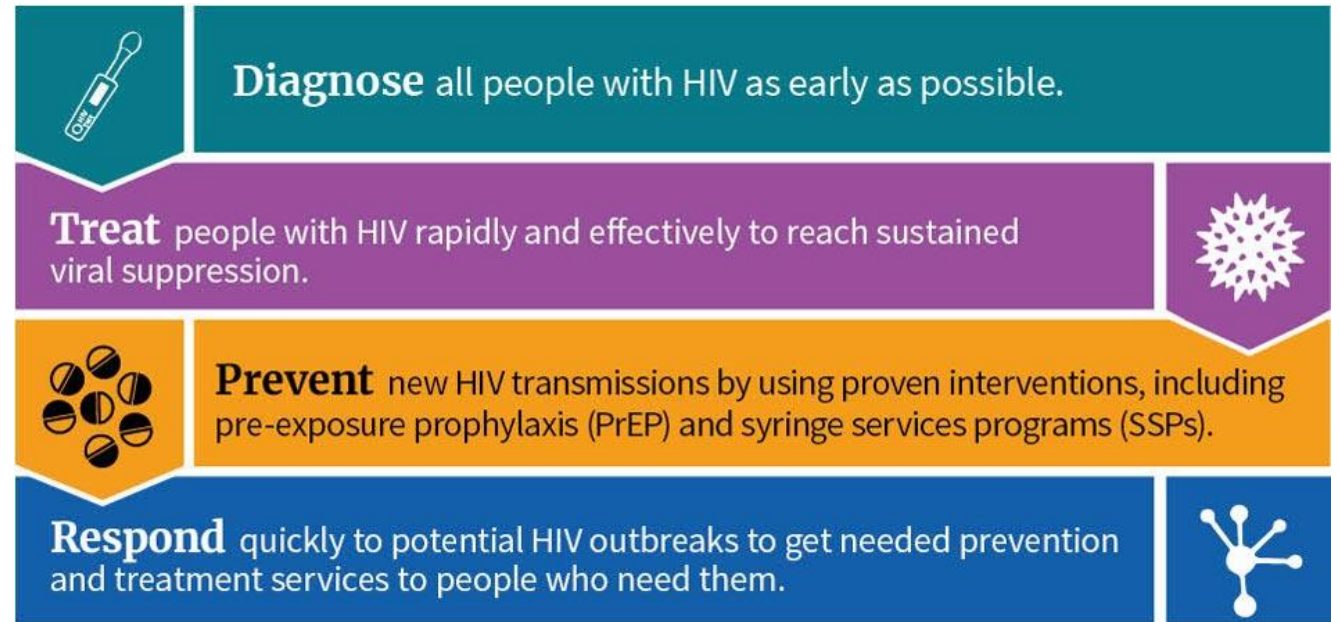 Diagnose all people with HIV as early as possible.
Treat people with HIV rapidly and effectively to reach sustained
viral suppression.
Prevent new HIV transmissions by using proven interventions, including
pre-exposure prophylaxis (PrEP) and syringe services programs (SSPs).
Respond quickly to potential HIV outbreaks to get needed prevention
and treatment services to people who need them.